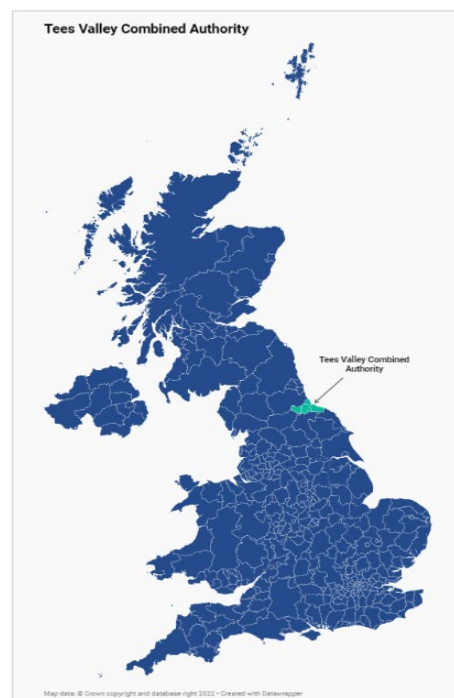 Tees Valley Combined Authority
Tees Valley Combined
Authority
Map data: © Crown copyright and database right 2022 • Created with Datawrapper